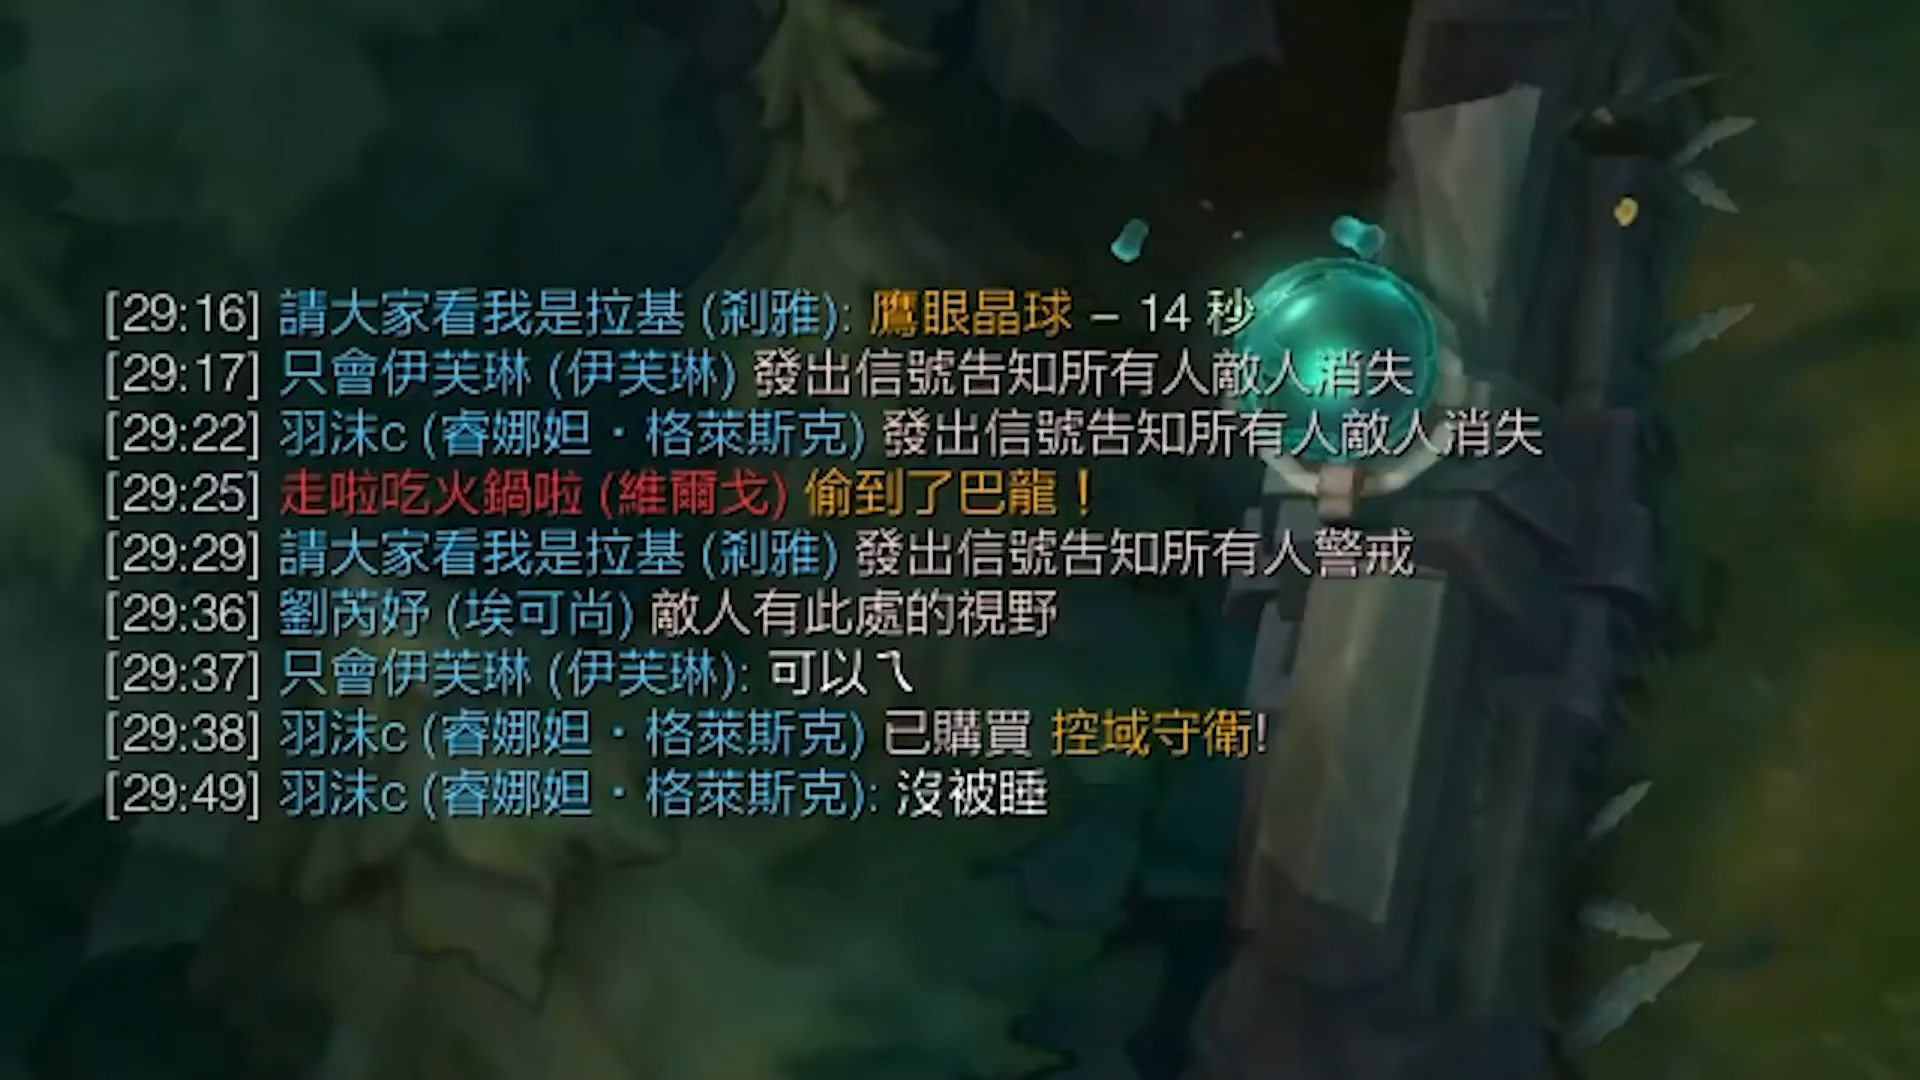 [29:16] 請大家看我是拉基 (剎雅): 鷹眼晶球 – 14 秒
[29:17] 只會伊芙琳 (伊芙琳) 發出信號告知所有人敵人消失
[29:22] 羽沫c (睿娜妲・格萊斯克) 發出信號告知所有人敵人消失
[29:25] 走啦吃火鍋啦 (維爾戈) 偷到了巴龍！
[29:29] 請大家看我是拉基 (剎雅) 發出信號告知所有人警戒
[29:36] 劉芮妤 (埃可尚) 敵人有此處的視野
[29:37] 只會伊芙琳 (伊芙琳): 可以ㄟ
[29:38] 羽沫c (睿娜妲・格萊斯克) 已購買 控域守衛!
[29:49] 羽沫c (睿娜妲・格萊斯克): 沒被睡